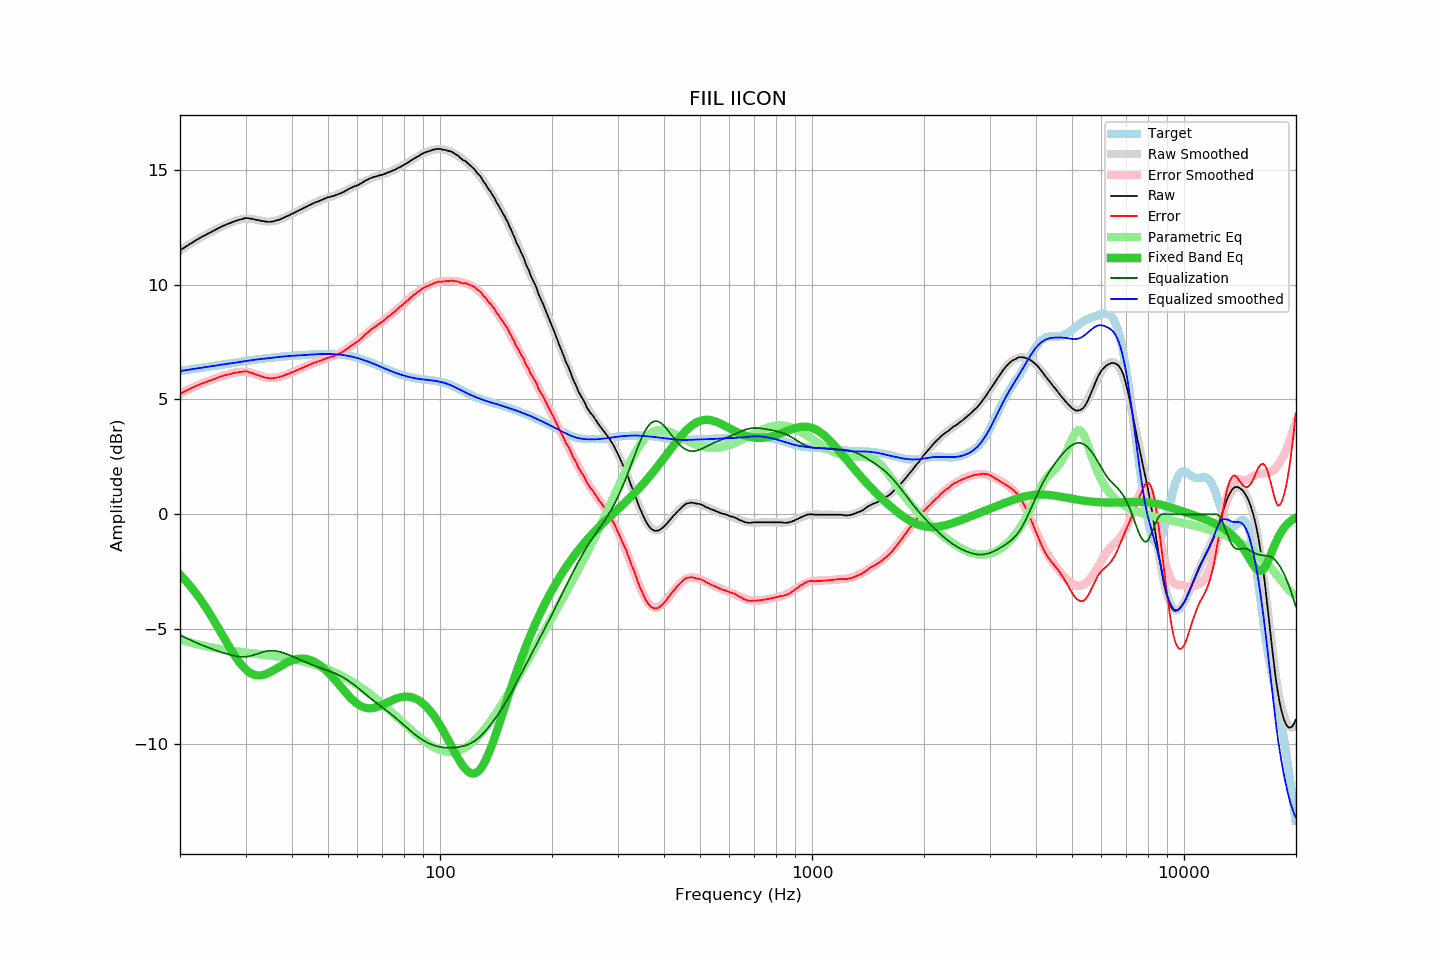 FIIL IICON
Target
Raw Smoothed
Error Smoothed
Raw
Error
Parametric Eq
Fixed Band Eq
Equalization
Equalized smoothed
15
10
5
0
−5
−10
Amplitude (dBr)
100
1000
10000
Frequency (Hz)